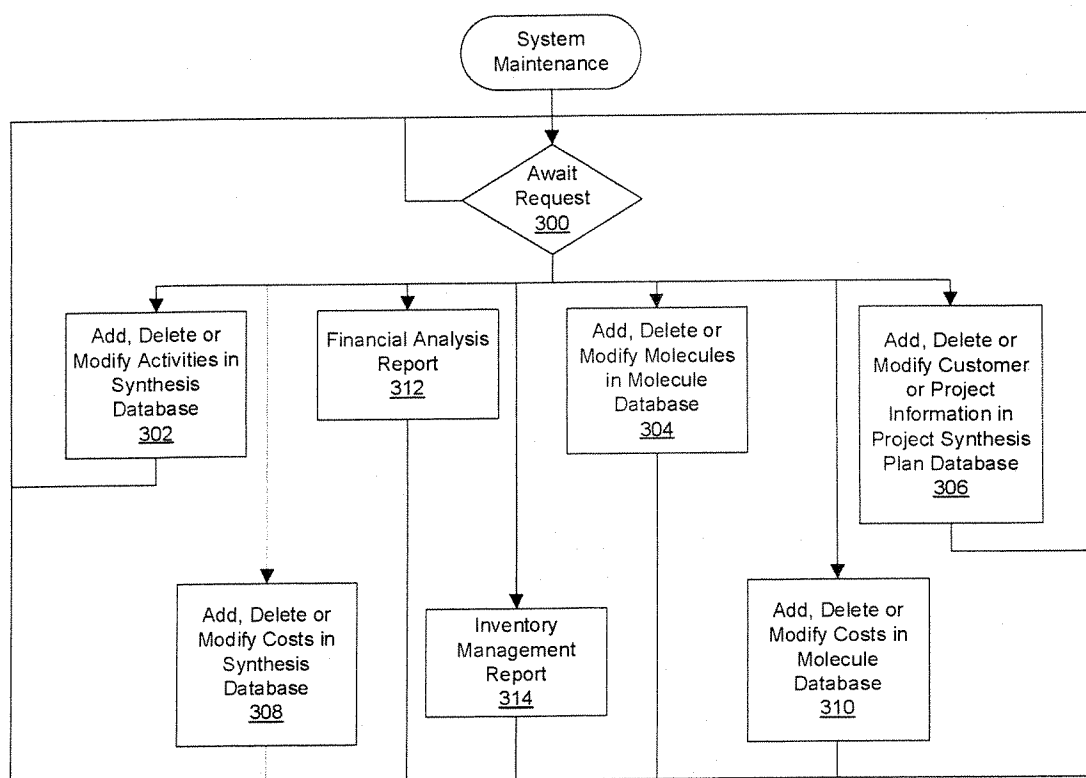 System
Maintenance
Await
Request
300
Add, Delete or
Modify Activities in
Synthesis
Database
302
Financial Analysis
Report
312
Add, Delete or
Modify Molecules
in Molecule
Database
304
Add, Delete or
Modify Customer
or Project
Information in
Project Synthesis
Plan Database
306
Add, Delete or
Modify Costs in
Synthesis
Database
308
Inventory
Management
Report
314
Add, Delete or
Modify Costs in
Molecule
Database
310